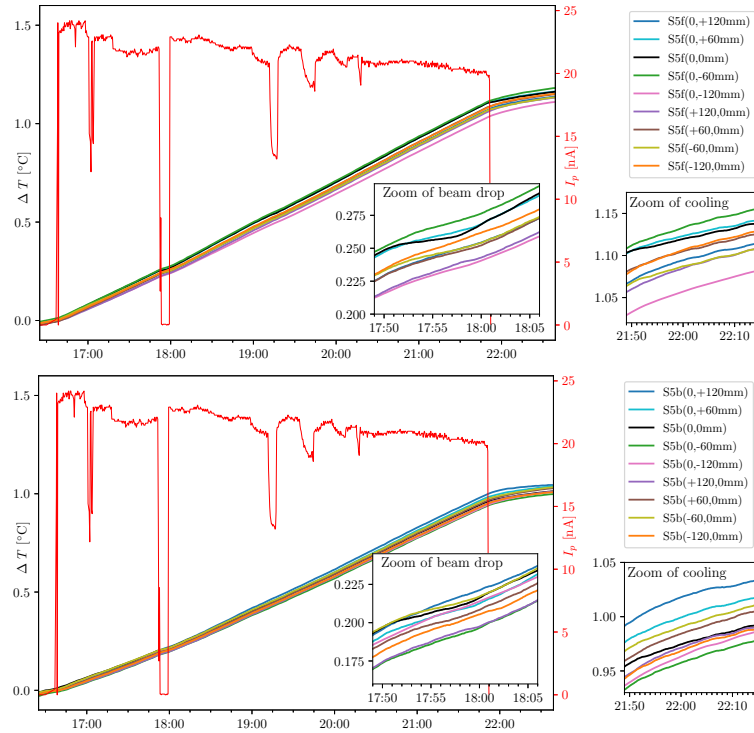 1.5
1.0
0.5
0.0
Δ T [°C]
17:00
18:00
19:00
20:00
21:00
22:00
25
20
15
10
5
0
I_p [nA]
Zoom of beam drop
0.275
0.250
0.225
0.200
17:50
17:55
18:00
18:05
S5f(0,+120mm)
S5f(0,+60mm)
S5f(0,0mm)
S5f(0,-60mm)
S5f(0,-120mm)
S5f(+120,0mm)
S5f(+60,0mm)
S5f(-60,0mm)
S5f(-120,0mm)
Zoom of cooling
1.15
1.10
1.05
21:50
22:00
22:10
1.5
1.0
0.5
0.0
Δ T [°C]
17:00
18:00
19:00
20:00
21:00
22:00
25
20
15
10
5
0
I_p [nA]
Zoom of beam drop
0.225
0.200
0.175
17:50
17:55
18:00
18:05
S5b(0,+120mm)
S5b(0,+60mm)
S5b(0,0mm)
S5b(0,-60mm)
S5b(0,-120mm)
S5b(+120,0mm)
S5b(+60,0mm)
S5b(-60,0mm)
S5b(-120,0mm)
Zoom of cooling
1.05
1.00
0.95
21:50
22:00
22:10